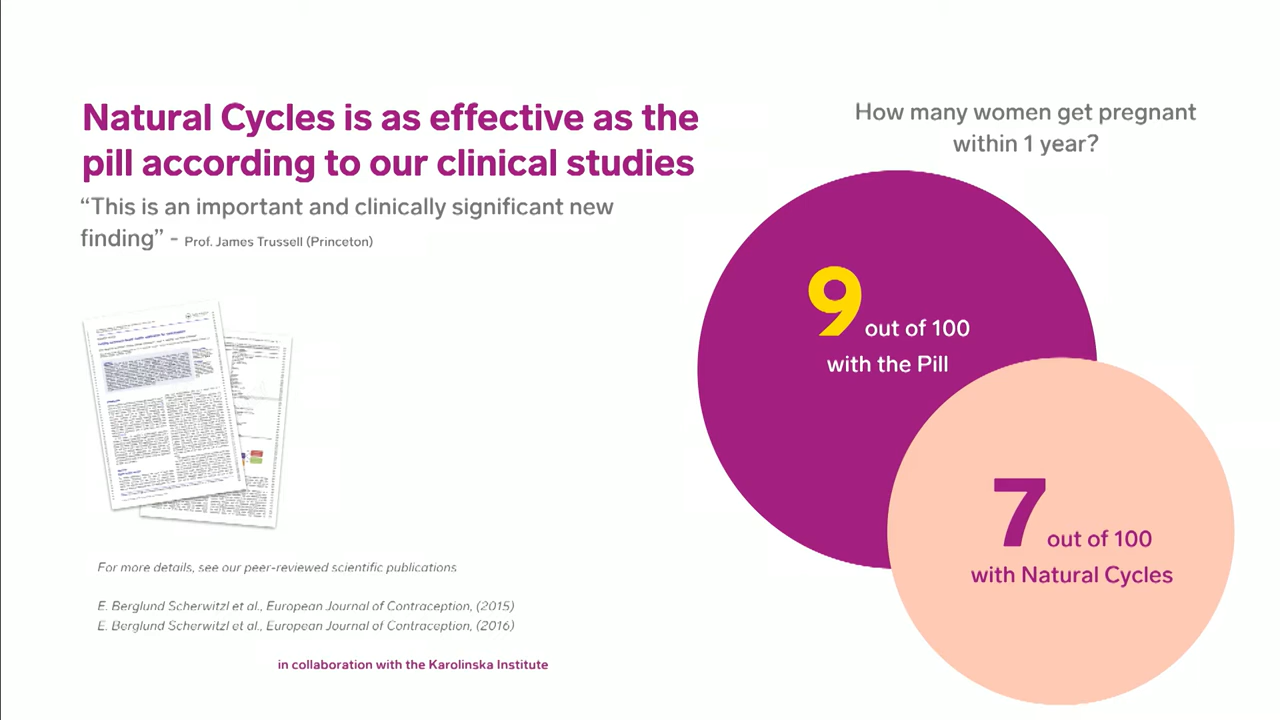 Natural Cycles is as effective as the
pill according to our clinical studies
“This is an important and clinically significant new
finding” - Prof. James Trussell (Princeton)
For more details, see our peer-reviewed scientific publications
E. Berglund Scherwitzl et al., European Journal of Contraception, (2015)
E. Berglund Scherwitzl et al., European Journal of Contraception, (2016)
in collaboration with the Karolinska Institute
How many women get pregnant
within 1 year?
9 out of 100
with the Pill
7 out of 100
with Natural Cycles